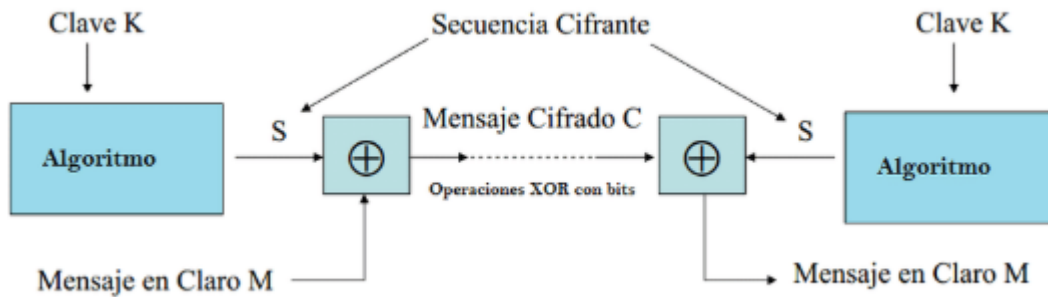 Clave K
Secuencia Cifrante
Clave K
S
Mensaje Cifrado C
S
Algoritmo
⊕
⊕
Algoritmo
Operaciones XOR con bits
Mensaje en Claro M
Mensaje en Claro M